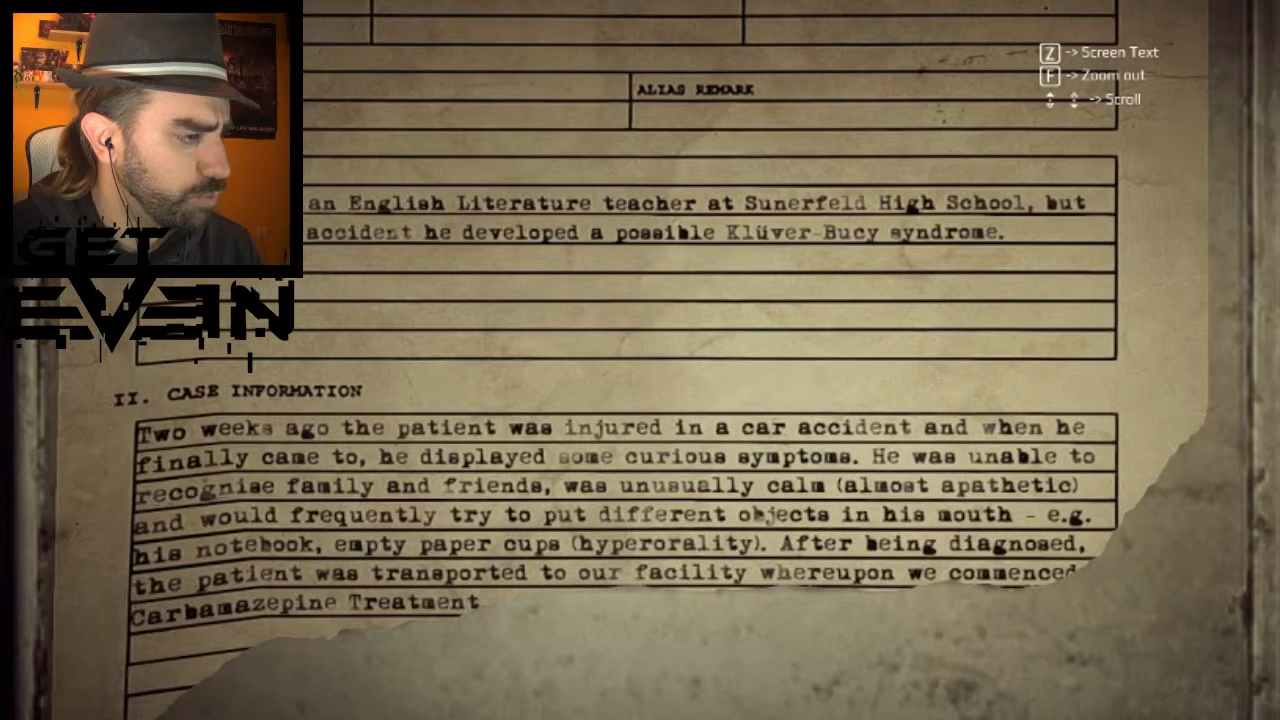 Z -> Screen Text
F -> Zoom out
-> Scroll
ALIAS REMARK
an English Literature teacher at Sunerfeld High School, but
accident he developed a possible Klüver-Bucy syndrome.
GET
EVEN
II. CASE INFORMATION
Two weeks ago the patient was injured in a car accident and when he
finally came to, he displayed some curious symptoms. He was unable to
recognise family and friends, was unusually calm (almost apathetic)
and would frequently try to put different objects in his mouth - e.g.
his notebook, empty paper cups (hyperorality). After being diagnosed,
the patient was transported to our facility whereupon we commenced
Carbamazepine Treatment